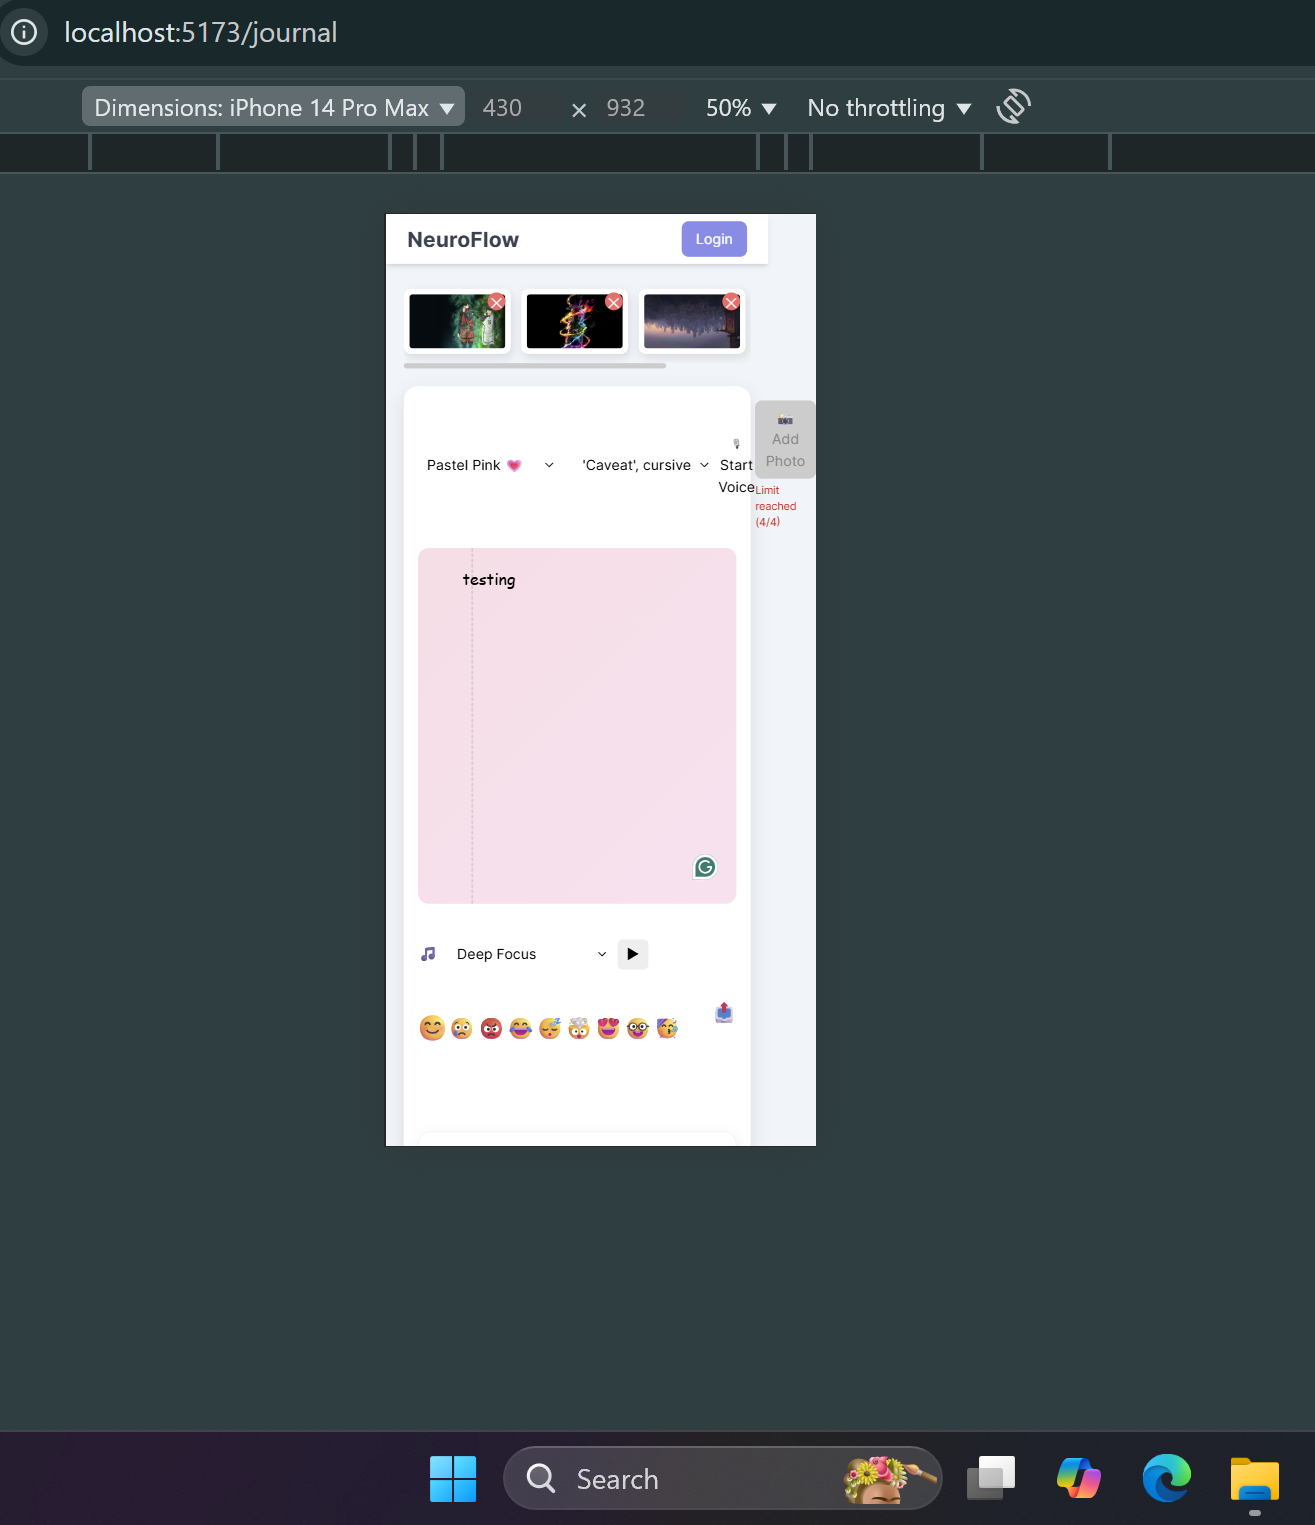 localhost:5173/journal
Dimensions: iPhone 14 Pro Max 430 × 932 50% No throttling
NeuroFlow Login
Pastel Pink 'Caveat', cursive
Start
Voice
Add
Photo
Limit
reached
(4/4)
testing
Deep Focus
Search